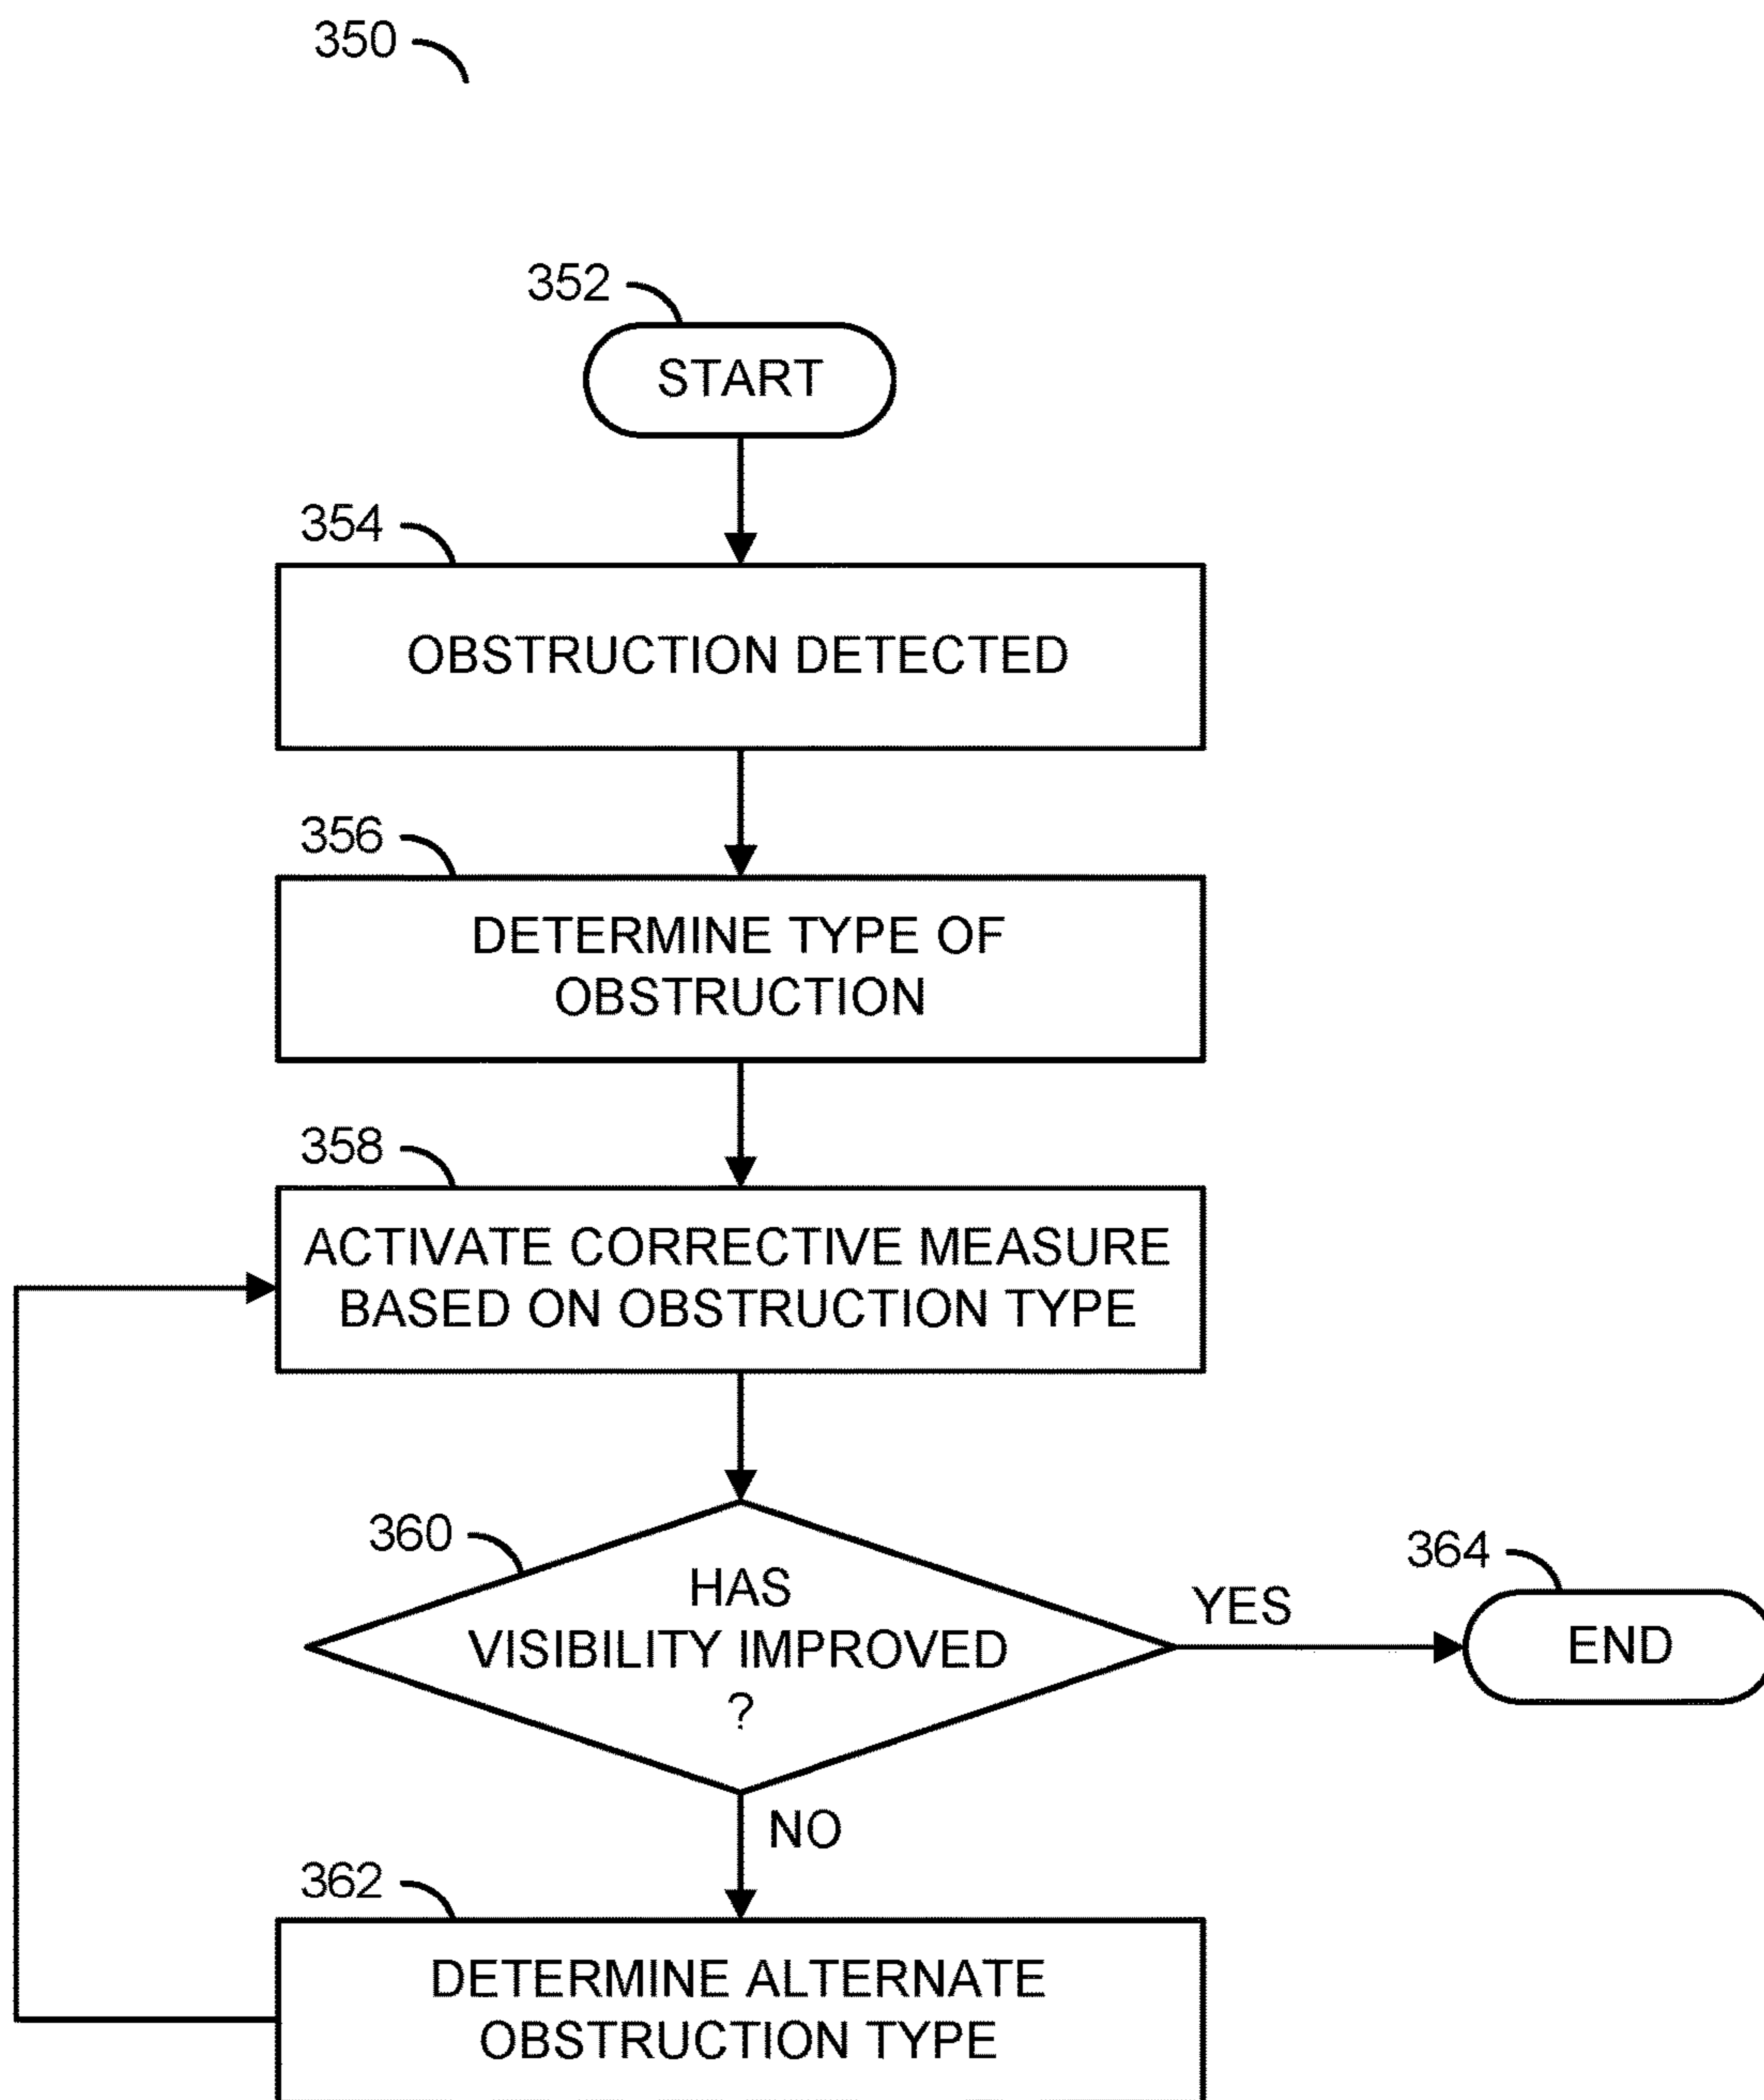 350
352
START
354
OBSTRUCTION DETECTED
356
DETERMINE TYPE OF
OBSTRUCTION
358
ACTIVATE CORRECTIVE MEASURE
BASED ON OBSTRUCTION TYPE
360
HAS
VISIBILITY IMPROVED
?
YES
364
END
NO
362
DETERMINE ALTERNATE
OBSTRUCTION TYPE